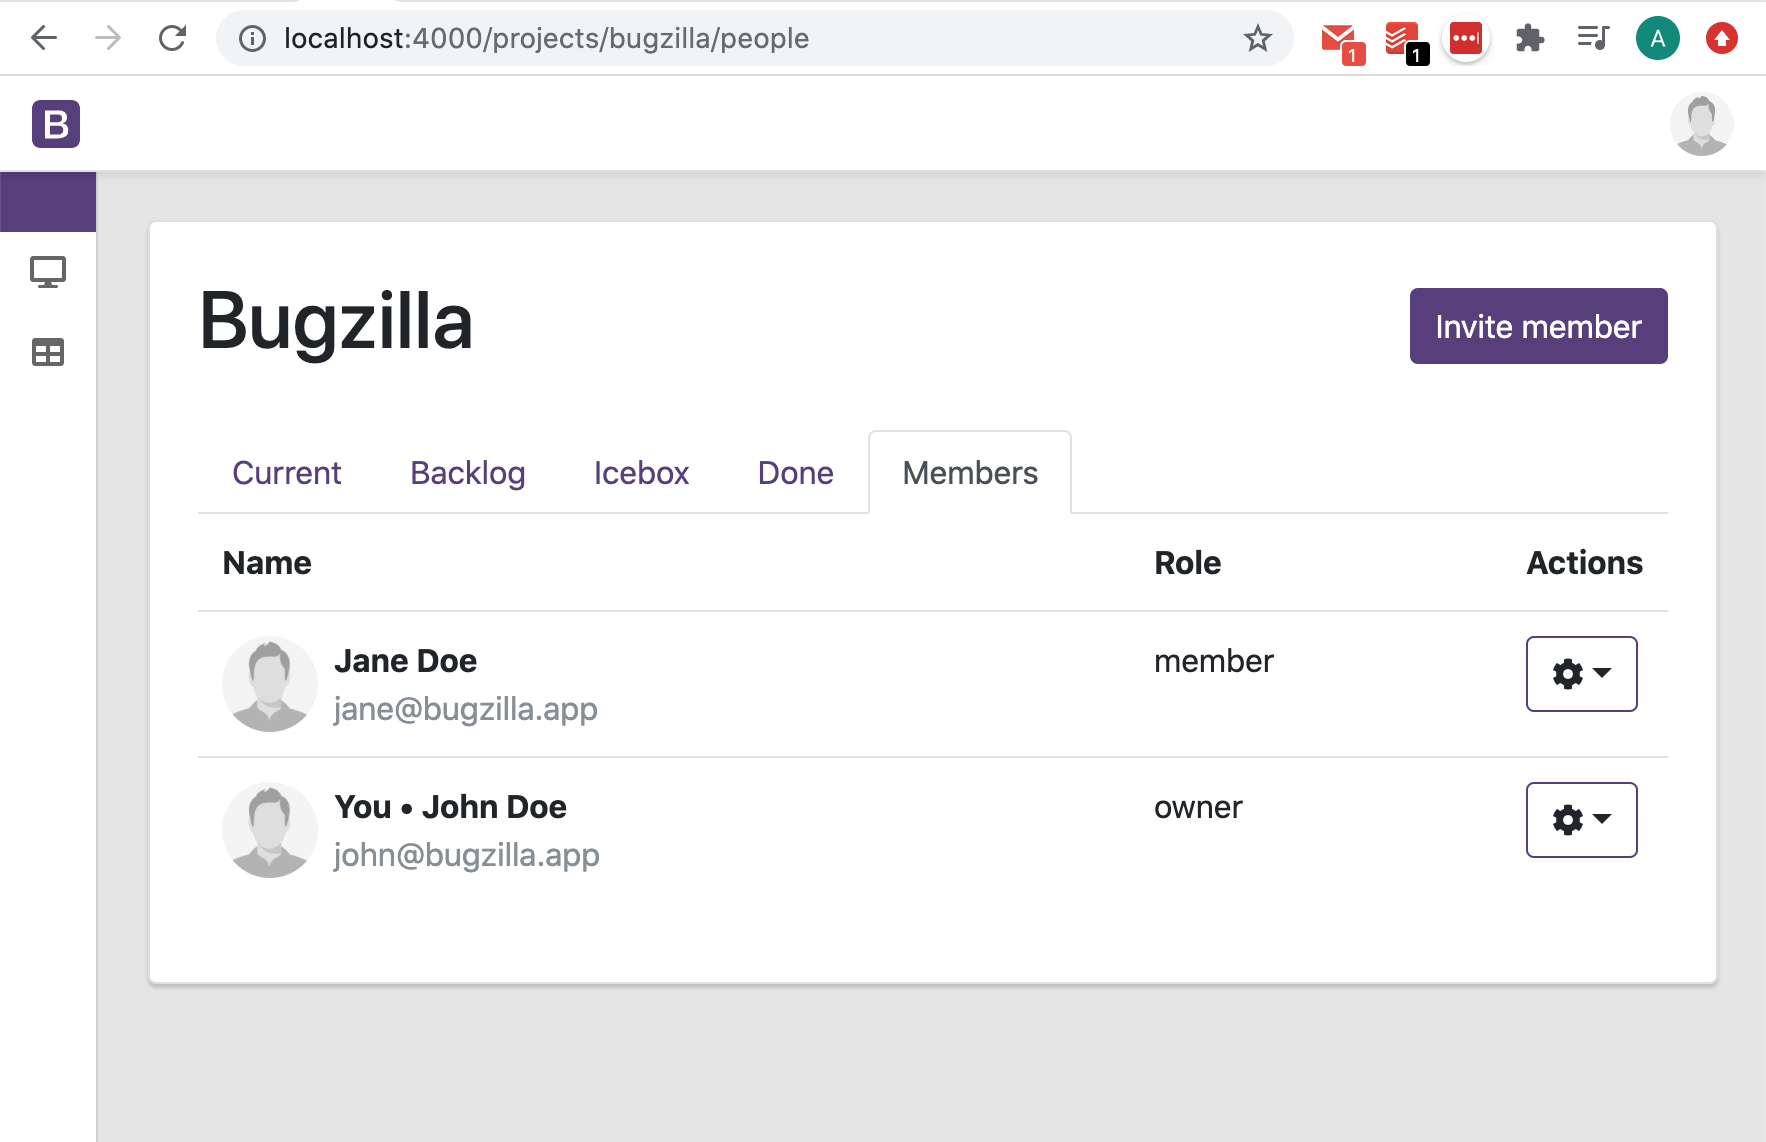 localhost:4000/projects/bugzilla/people
1
1
A
B
Bugzilla
Invite member
Current Backlog Icebox Done Members
Name Role Actions
Jane Doe member
jane@bugzilla.app
You • John Doe owner
john@bugzilla.app